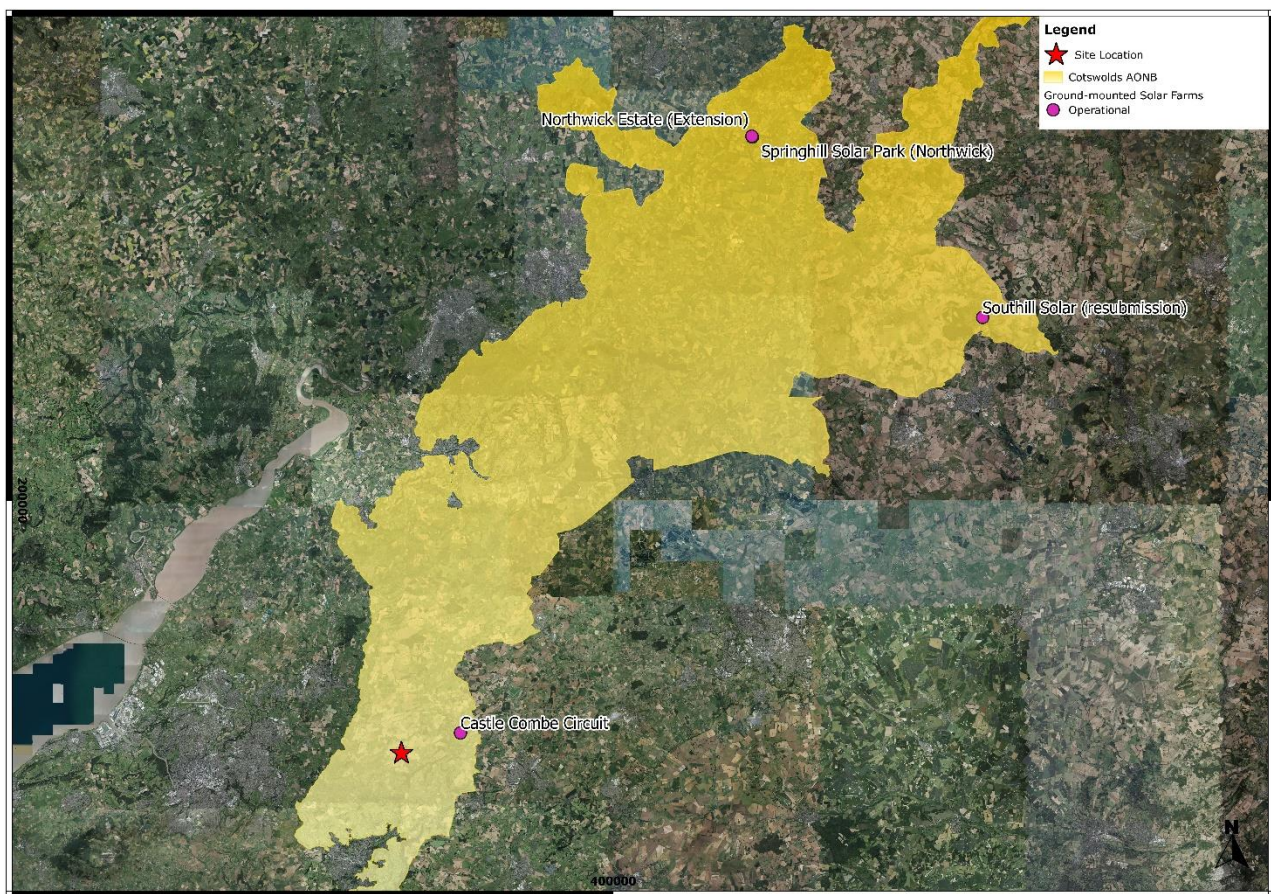 Legend
Site Location
Cotswolds AONB
Ground-mounted Solar Farms
Operational
Northwick Estate (Extension)
Springhill Solar Park (Northwick)
Southill Solar (resubmission)
200000
Castle Combe Circuit
N
400000